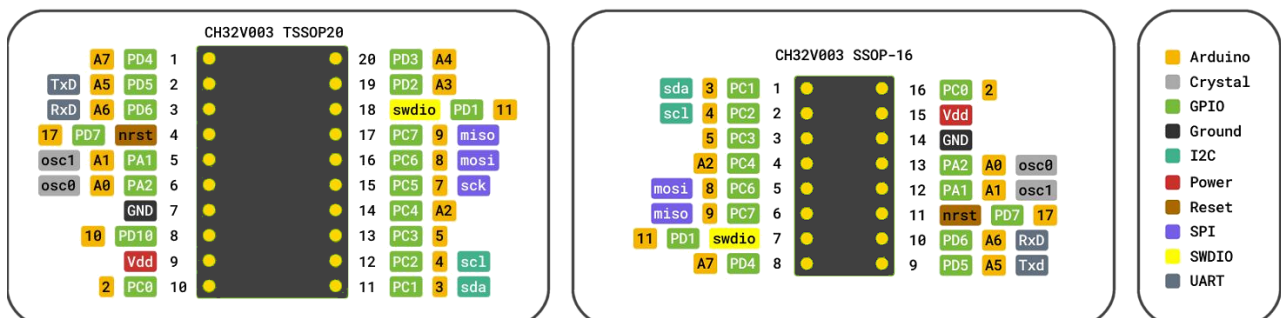 CH32V003 TSSOP20
A7 PD4 1
TxD A5 PD5 2
RxD A6 PD6 3
17 PD7 nrst 4
osc1 A1 PA1 5
osc0 A0 PA2 6
GND 7
10 PD10 8
Vdd 9
2 PC0 10
20 PD3 A4
19 PD2 A3
18 swdio PD1 11
17 PC7 9 miso
16 PC6 8 mosi
15 PC5 7 sck
14 PC4 A2
13 PC3 5
12 PC2 4 scl
11 PC1 3 sda
CH32V003 SSOP-16
sda 3 PC1 1
scl 4 PC2 2
5 PC3 3
A2 PC4 4
mosi 8 PC6 5
miso 9 PC7 6
11 PD1 swdio 7
A7 PD4 8
16 PC0 2
15 Vdd
14 GND
13 PA2 A0 osc0
12 PA1 A1 osc1
11 nrst PD7 17
10 PD6 A6 RxD
9 PD5 A5 Txd
Arduino
Crystal
GPIO
Ground
I2C
Power
Reset
SPI
SWDIO
UART